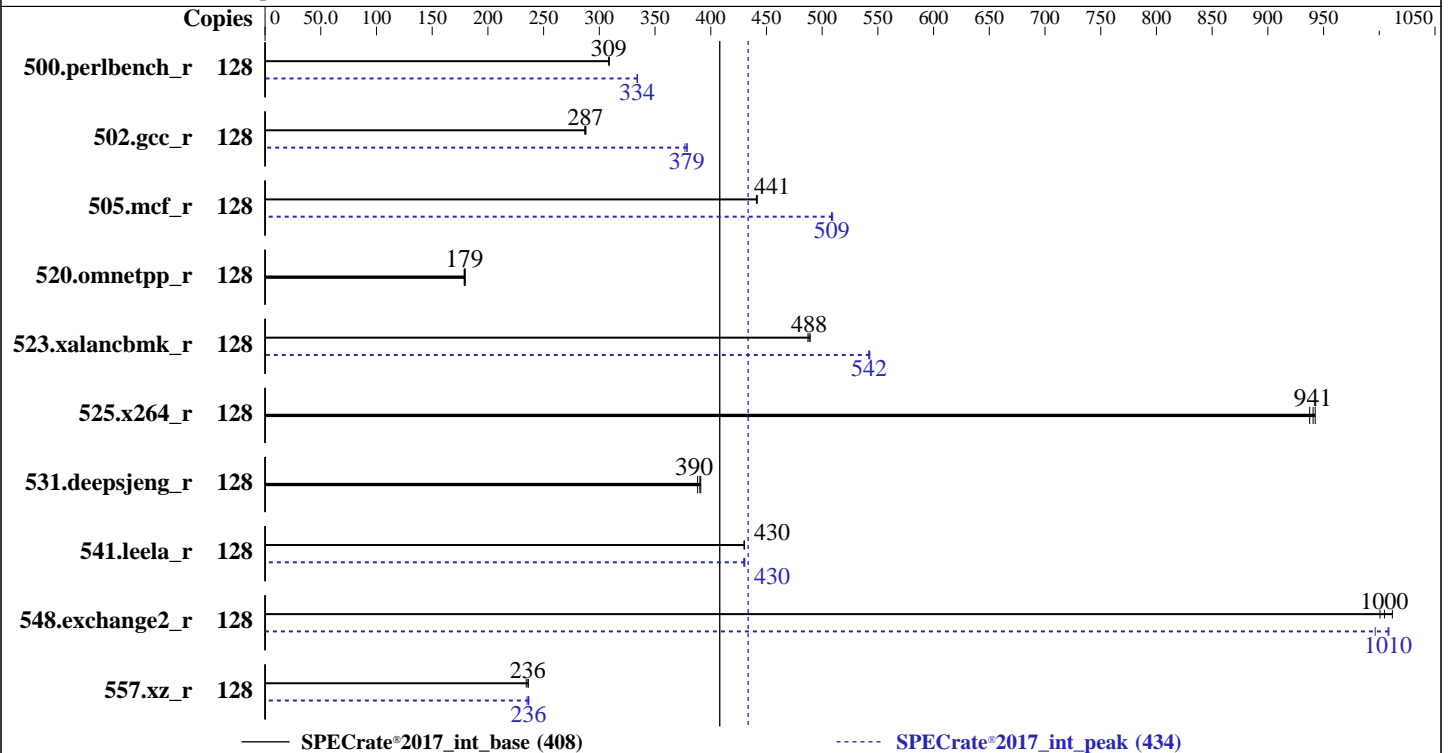 Copies 0 50.0 100 150 200 250 300 350 400 450 500 550 600 650 700 750 800 850 900 950 1050
309
500.perlbench_r 128
334
287
502.gcc_r 128
379
441
505.mcf_r 128
509
179
520.omnetpp_r 128
488
523.xalancbmk_r 128
542
941
525.x264_r 128
390
531.deepsjeng_r 128
430
541.leela_r 128
430
1000
548.exchange2_r 128
1010
236
557.xz_r 128
236
SPECrate®2017_int_base (408) SPECrate®2017_int_peak (434)